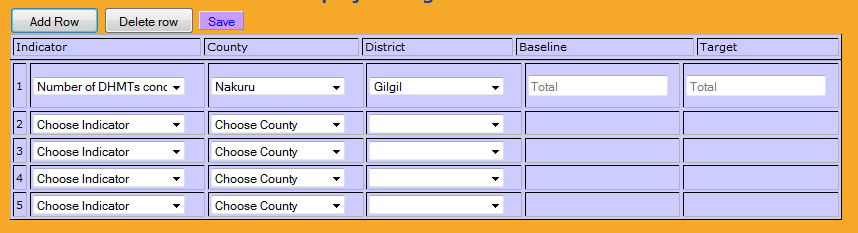 Add Row Delete row Save
Indicator County District Baseline Target
1 Number of DHMTs conc Nakuru Gilgil Total Total
2 Choose Indicator Choose County
3 Choose Indicator Choose County
4 Choose Indicator Choose County
5 Choose Indicator Choose County